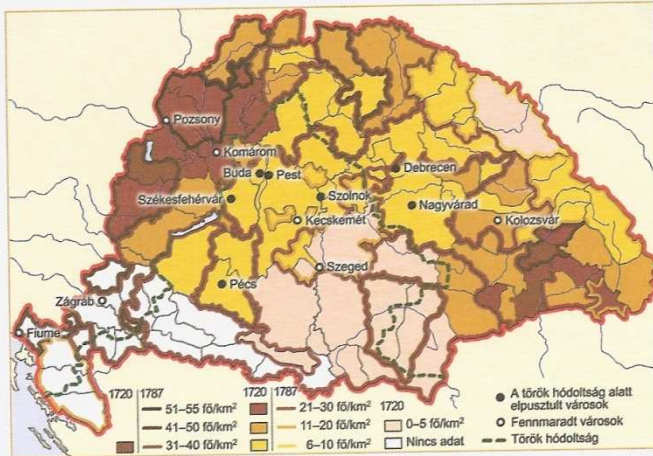 Pozsony
Komárom
Buda
Pest
Debrecen
Székesfehérvár
Szolnok
Nagyvárad
Kecskemét
Kolozsvár
Szeged
Pécs
Zágráb
Fiume
1720 1787
51–55 fő/km²
41–50 fő/km²
31–40 fő/km²
1720 1787
21–30 fő/km²
11–20 fő/km²
6–10 fő/km²
1720
0–5 fő/km²
Nincs adat
A török hódoltság alatt
elpusztult városok
Fennmaradt városok
Török hódoltság